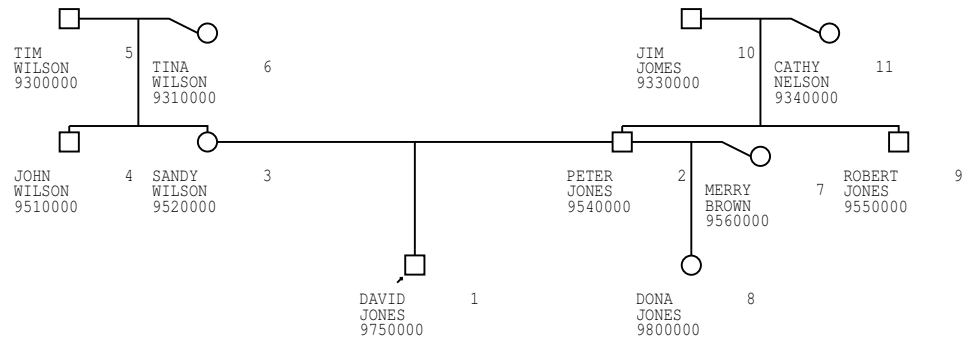 TIM 5
WILSON
9300000
TINA 6
WILSON
9310000
JIM 10
JOMES
9330000
CATHY 11
NELSON
9340000
JOHN 4
WILSON
9510000
SANDY 3
WILSON
9520000
PETER 2
JONES
9540000
MERRY 7
BROWN
9560000
ROBERT 9
JONES
9550000
DAVID 1
JONES
9750000
DONA 8
JONES
9800000